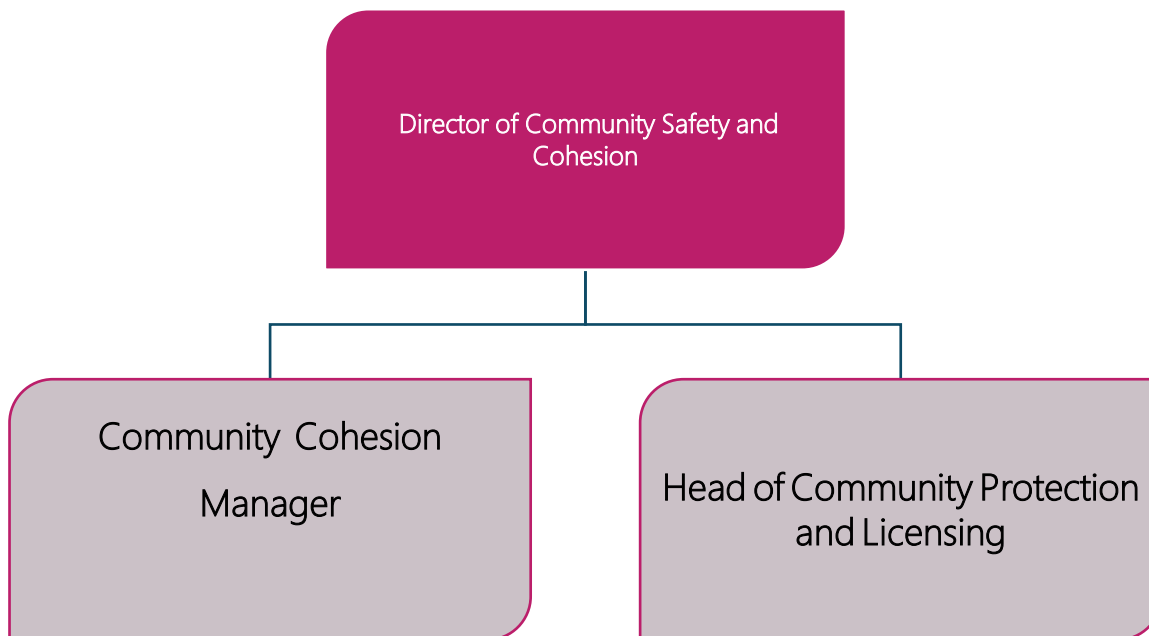 Director of Community Safety and
Cohesion
Community Cohesion
Manager
Head of Community Protection
and Licensing